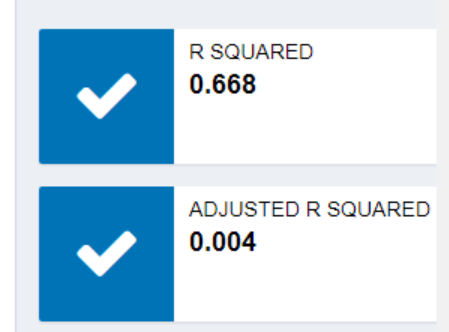 R SQUARED
0.668
ADJUSTED R SQUARED
0.004